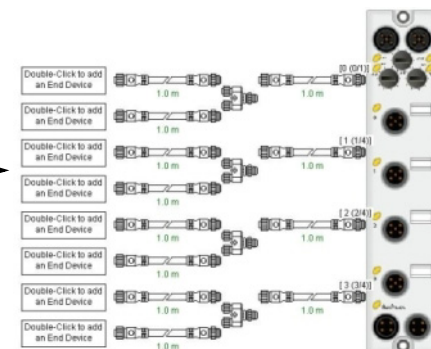 [0 (0/1)]
Double-Click to add
an End Device
1.0 m
1.0 m
Double-Click to add
an End Device
1.0 m
[ 1 (1/4)]
Double-Click to add
an End Device
1.0 m
1.0 m
Double-Click to add
an End Device
1.0 m
[ 2 (2/4)]
Double-Click to add
an End Device
1.0 m
1.0 m
Double-Click to add
an End Device
1.0 m
[ 3 (3/4)]
Double-Click to add
an End Device
1.0 m
1.0 m
Double-Click to add
an End Device
1.0 m